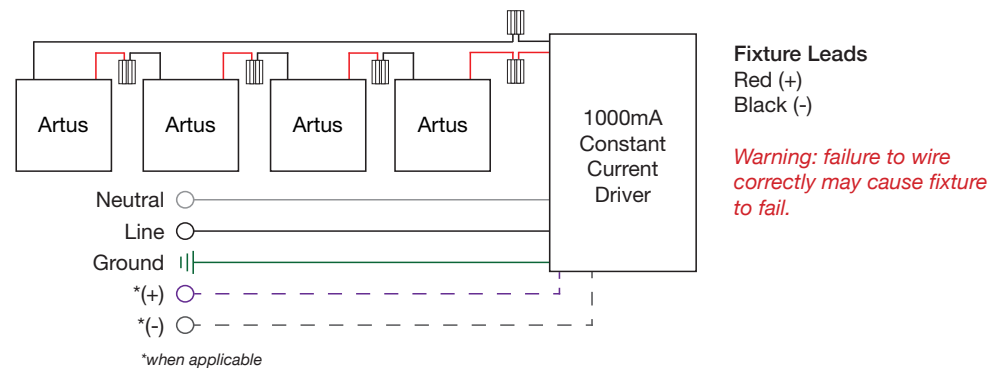 Artus
Artus
Artus
Artus
1000mA
Constant
Current
Driver
Fixture Leads
Red (+)
Black (-)
Warning: failure to wire
correctly may cause fixture
to fail.
Neutral
Line
Ground
*(+)
*(-)
*when applicable